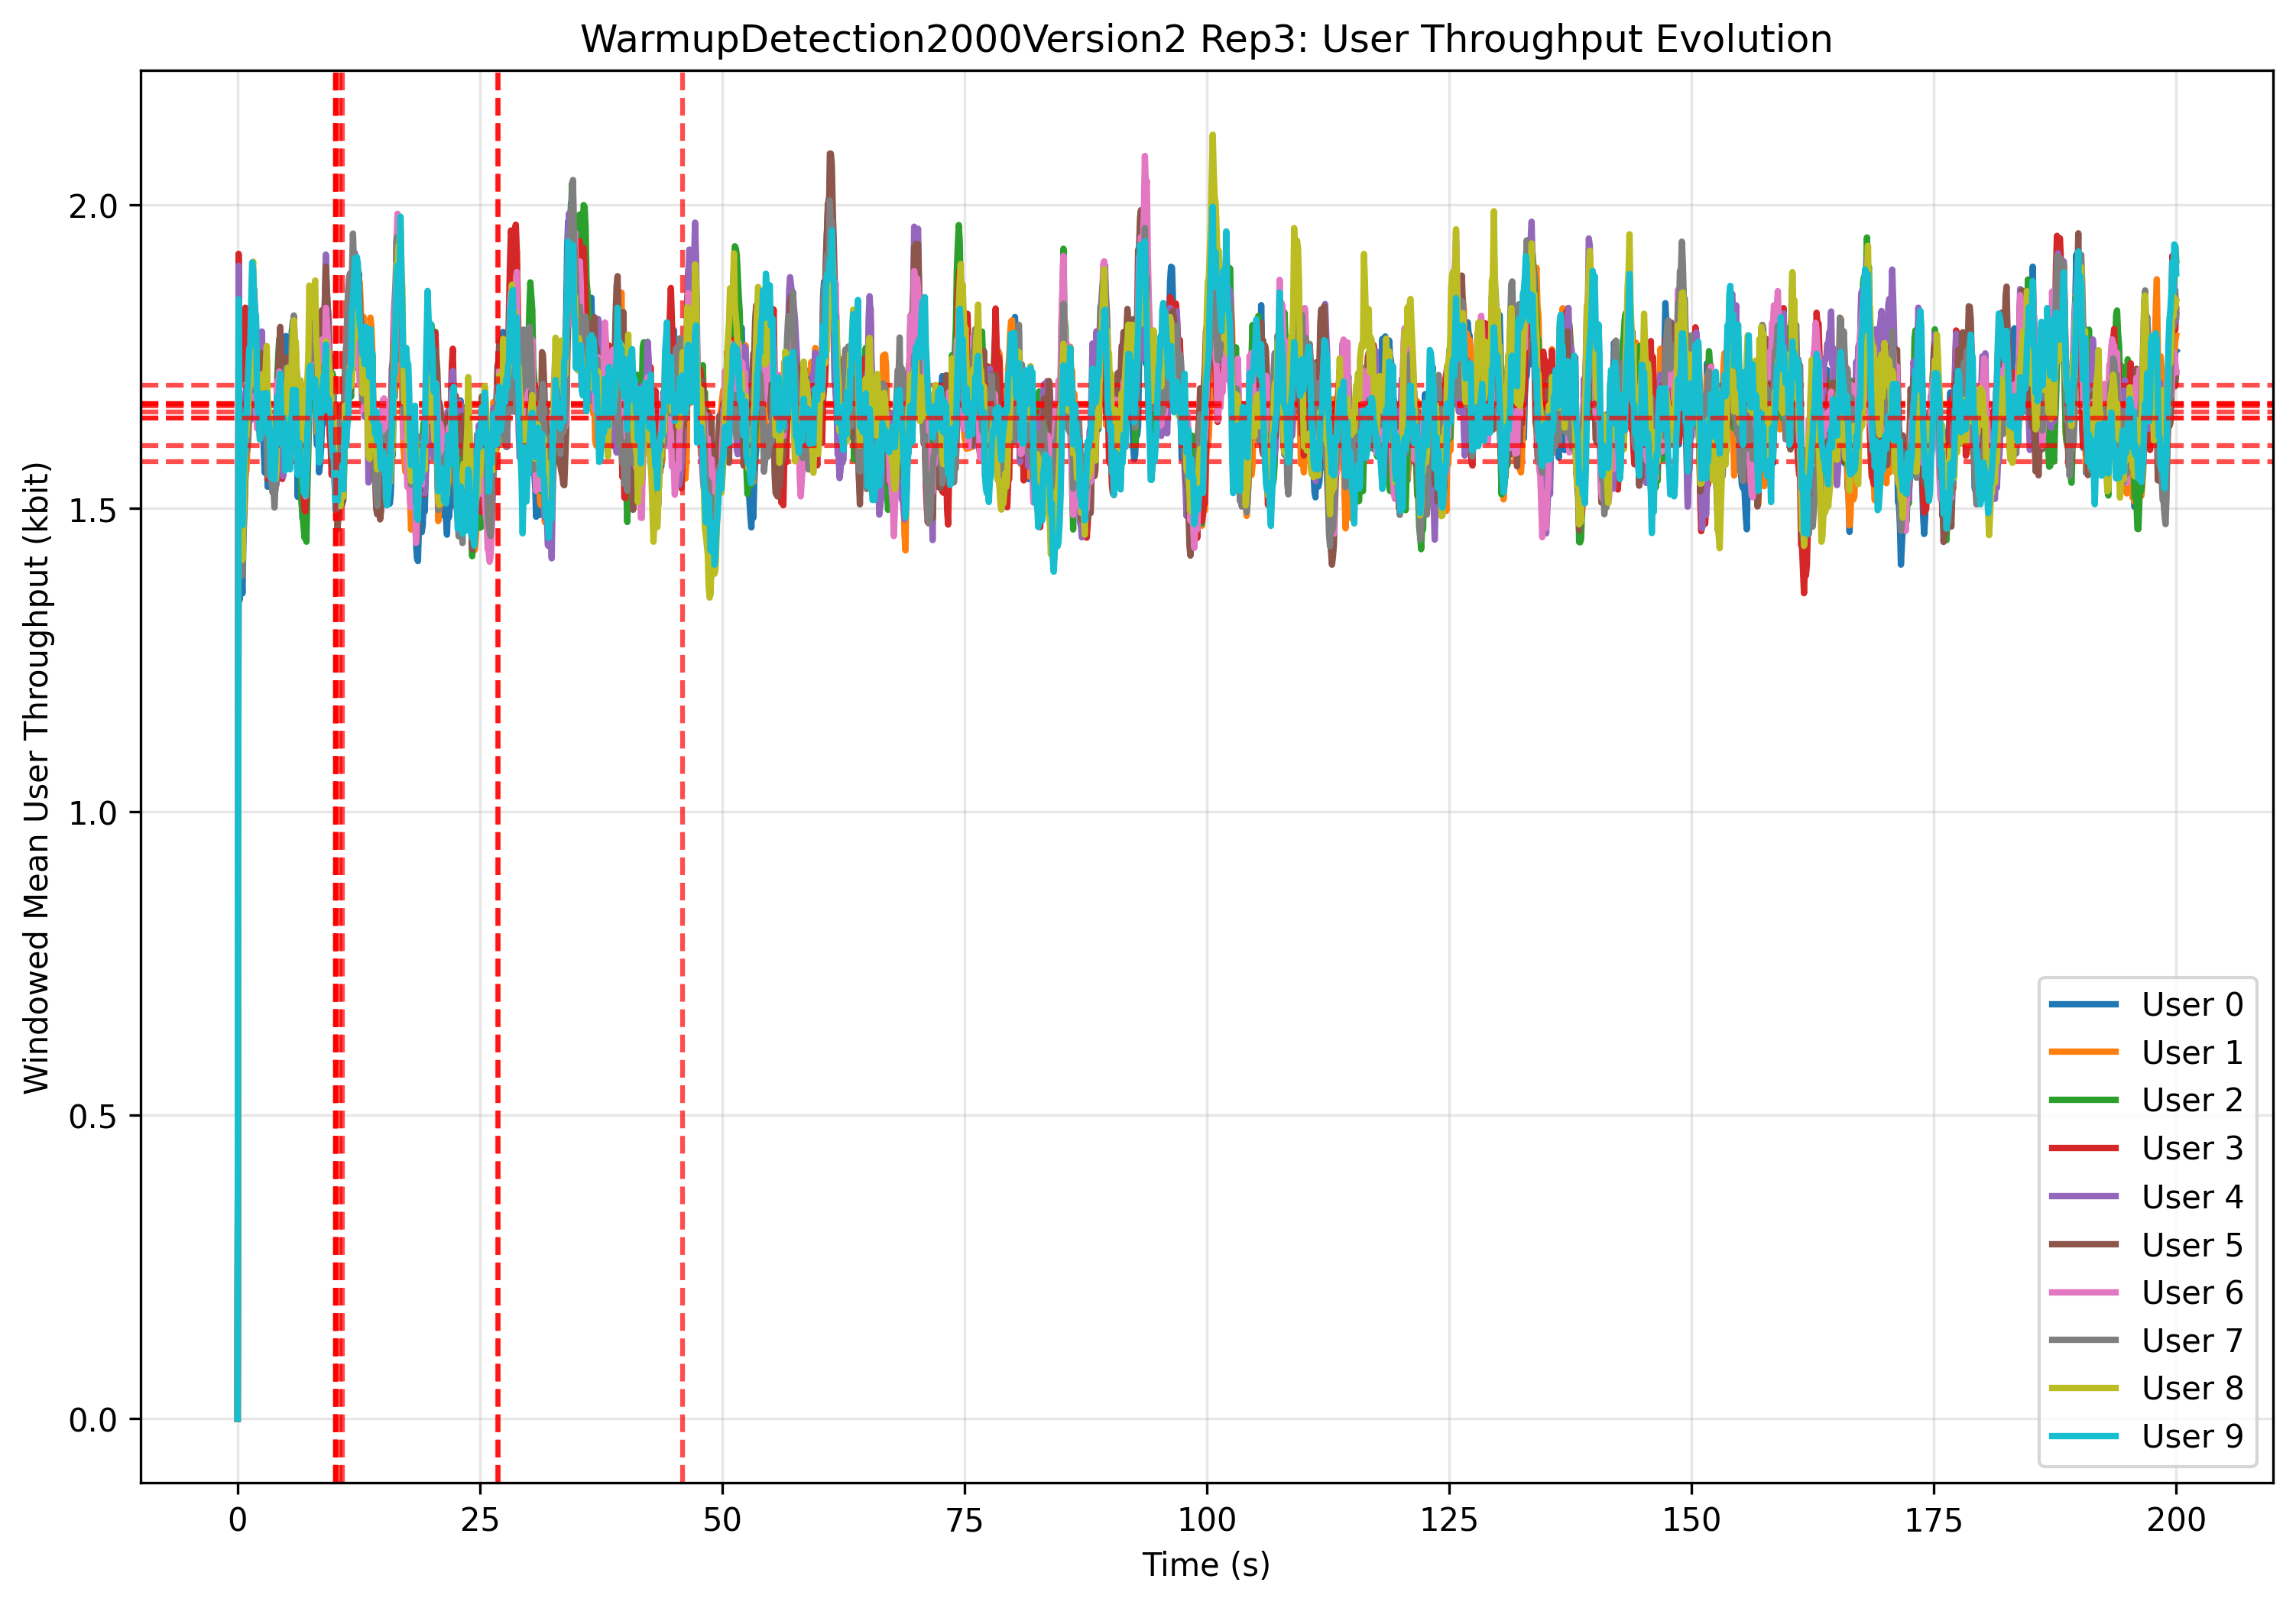 WarmupDetection2000Version2 Rep3: User Throughput Evolution
Windowed Mean User Throughput (kbit)
2.0
1.5
1.0
0.5
0.0
0 25 50 75 100 125 150 175 200
Time (s)
User 0
User 1
User 2
User 3
User 4
User 5
User 6
User 7
User 8
User 9